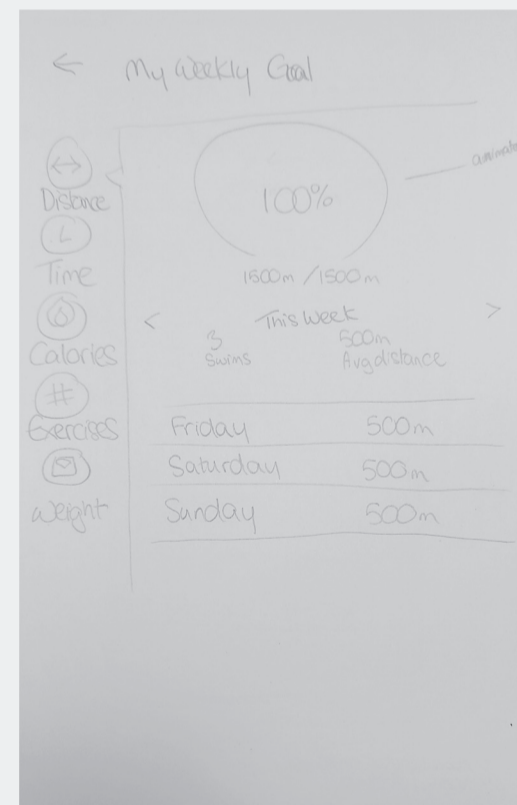 My Weekly Goal
Distance
Time
Calories
Exercises
Weight
100%
1500m / 1500m
This Week
3
Swims
500m
Avg distance
Friday 500m
Saturday 500m
Sunday 500m